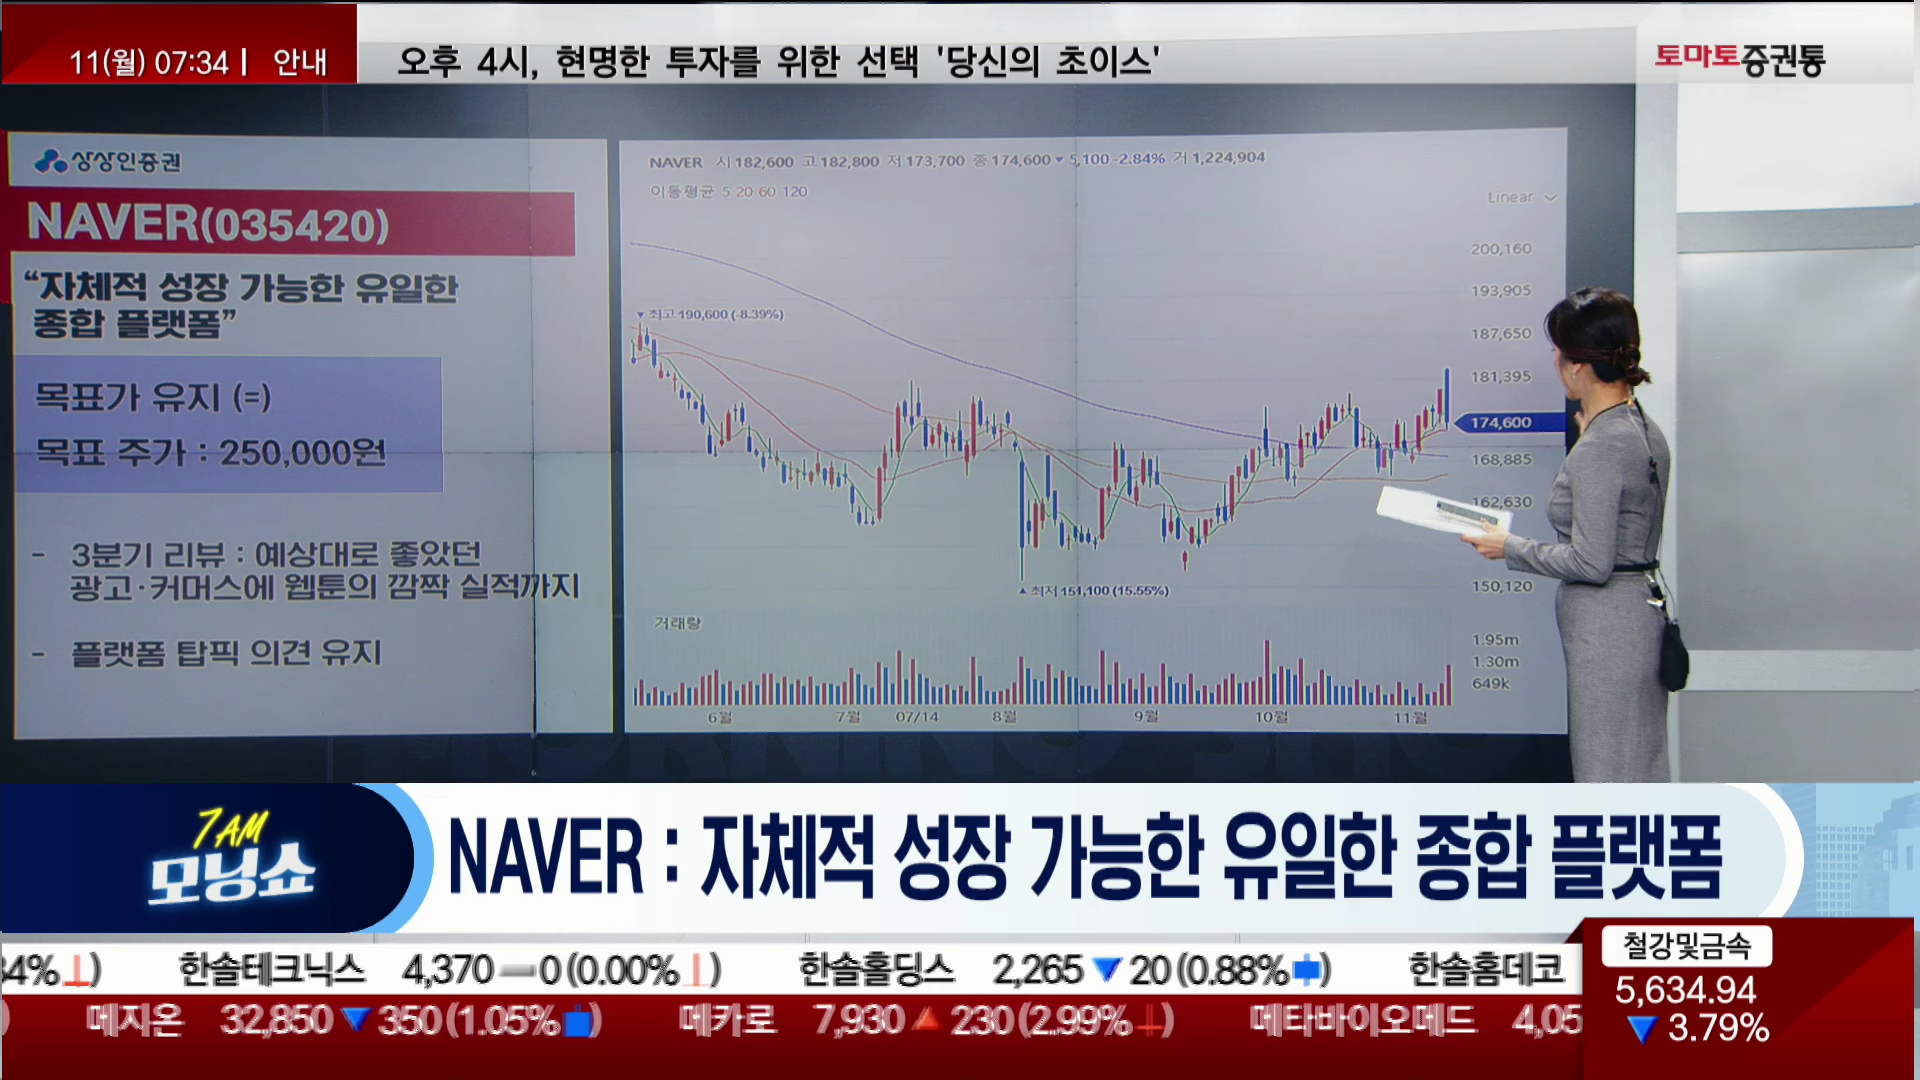 11(월) 07:34 | 안내
오후 4시, 현명한 투자를 위한 선택 '당신의 초이스'
토마토증권통
상상인증권
NAVER(035420)
“자체적 성장 가능한 유일한
종합 플랫폼”
목표가 유지 (=)
목표 주가 : 250,000원
- 3분기 리뷰 : 예상대로 좋았던
광고·커머스에 웹툰의 깜짝 실적까지
- 플랫폼 탑픽 의견 유지
NAVER 시 182,600 고 182,800 저 173,700 종 174,600 ▼ 5,100 -2.84% 거 1,224,904
이동평균 5 20 60 120
Linear
200,160
193,905
▼ 최고 190,600 (-8.39%)
187,650
181,395
174,600
168,885
162,630
150,120
▲ 최저 151,100 (15.55%)
거래량
1.95m
1.30m
649k
6월 7월 07/14 8월 9월 10월 11월
7AM
모닝쇼
NAVER : 자체적 성장 가능한 유일한 종합 플랫폼
34% ) 한솔테크닉스 4,370 0 (0.00% ) 한솔홀딩스 2,265 ▼ 20 (0.88% ) 한솔홈데코
) 메지온 32,850 ▼ 350 (1.05% ) 메카로 7,930 ▲ 230 (2.99% ) 메타바이오메드 4,05
철강및금속
5,634.94
▼ 3.79%